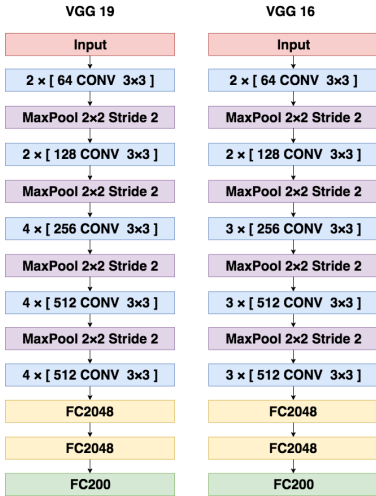 VGG 19
Input
2 × [ 64 CONV 3×3 ]
MaxPool 2×2 Stride 2
2 × [ 128 CONV 3×3 ]
MaxPool 2×2 Stride 2
4 × [ 256 CONV 3×3 ]
MaxPool 2×2 Stride 2
4 × [ 512 CONV 3×3 ]
MaxPool 2×2 Stride 2
4 × [ 512 CONV 3×3 ]
FC2048
FC2048
FC200
VGG 16
Input
2 × [ 64 CONV 3×3 ]
MaxPool 2×2 Stride 2
2 × [ 128 CONV 3×3 ]
MaxPool 2×2 Stride 2
3 × [ 256 CONV 3×3 ]
MaxPool 2×2 Stride 2
3 × [ 512 CONV 3×3 ]
MaxPool 2×2 Stride 2
3 × [ 512 CONV 3×3 ]
FC2048
FC2048
FC200